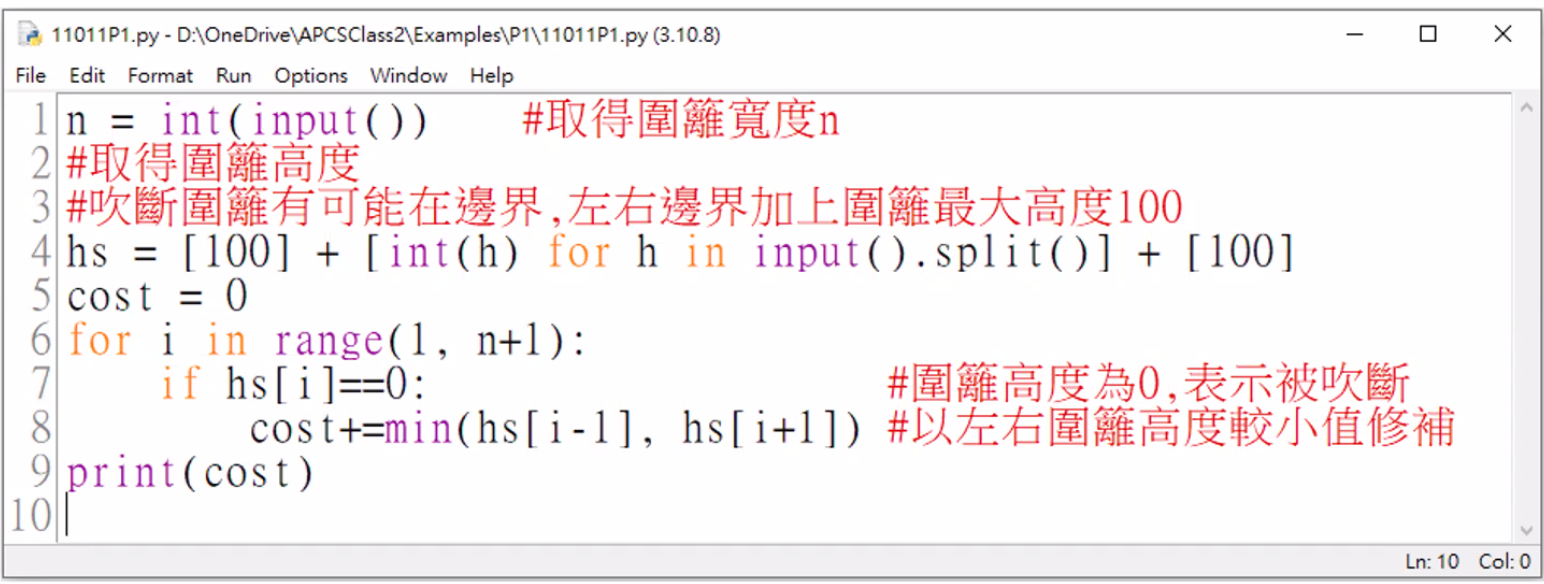 11011P1.py - D:\OneDrive\APCSClass2\Examples\P1\11011P1.py (3.10.8)
File Edit Format Run Options Window Help
1 n = int(input())    #取得圍籬寬度n
2 #取得圍籬高度
3 #吹斷圍籬有可能在邊界,左右邊界加上圍籬最大高度100
4 hs = [100] + [int(h) for h in input().split()] + [100]
5 cost = 0
6 for i in range(1, n+1):
7     if hs[i]==0:                    #圍籬高度為0,表示被吹斷
8         cost+=min(hs[i-1], hs[i+1]) #以左右圍籬高度較小值修補
9 print(cost)
10
Ln: 10 Col: 0